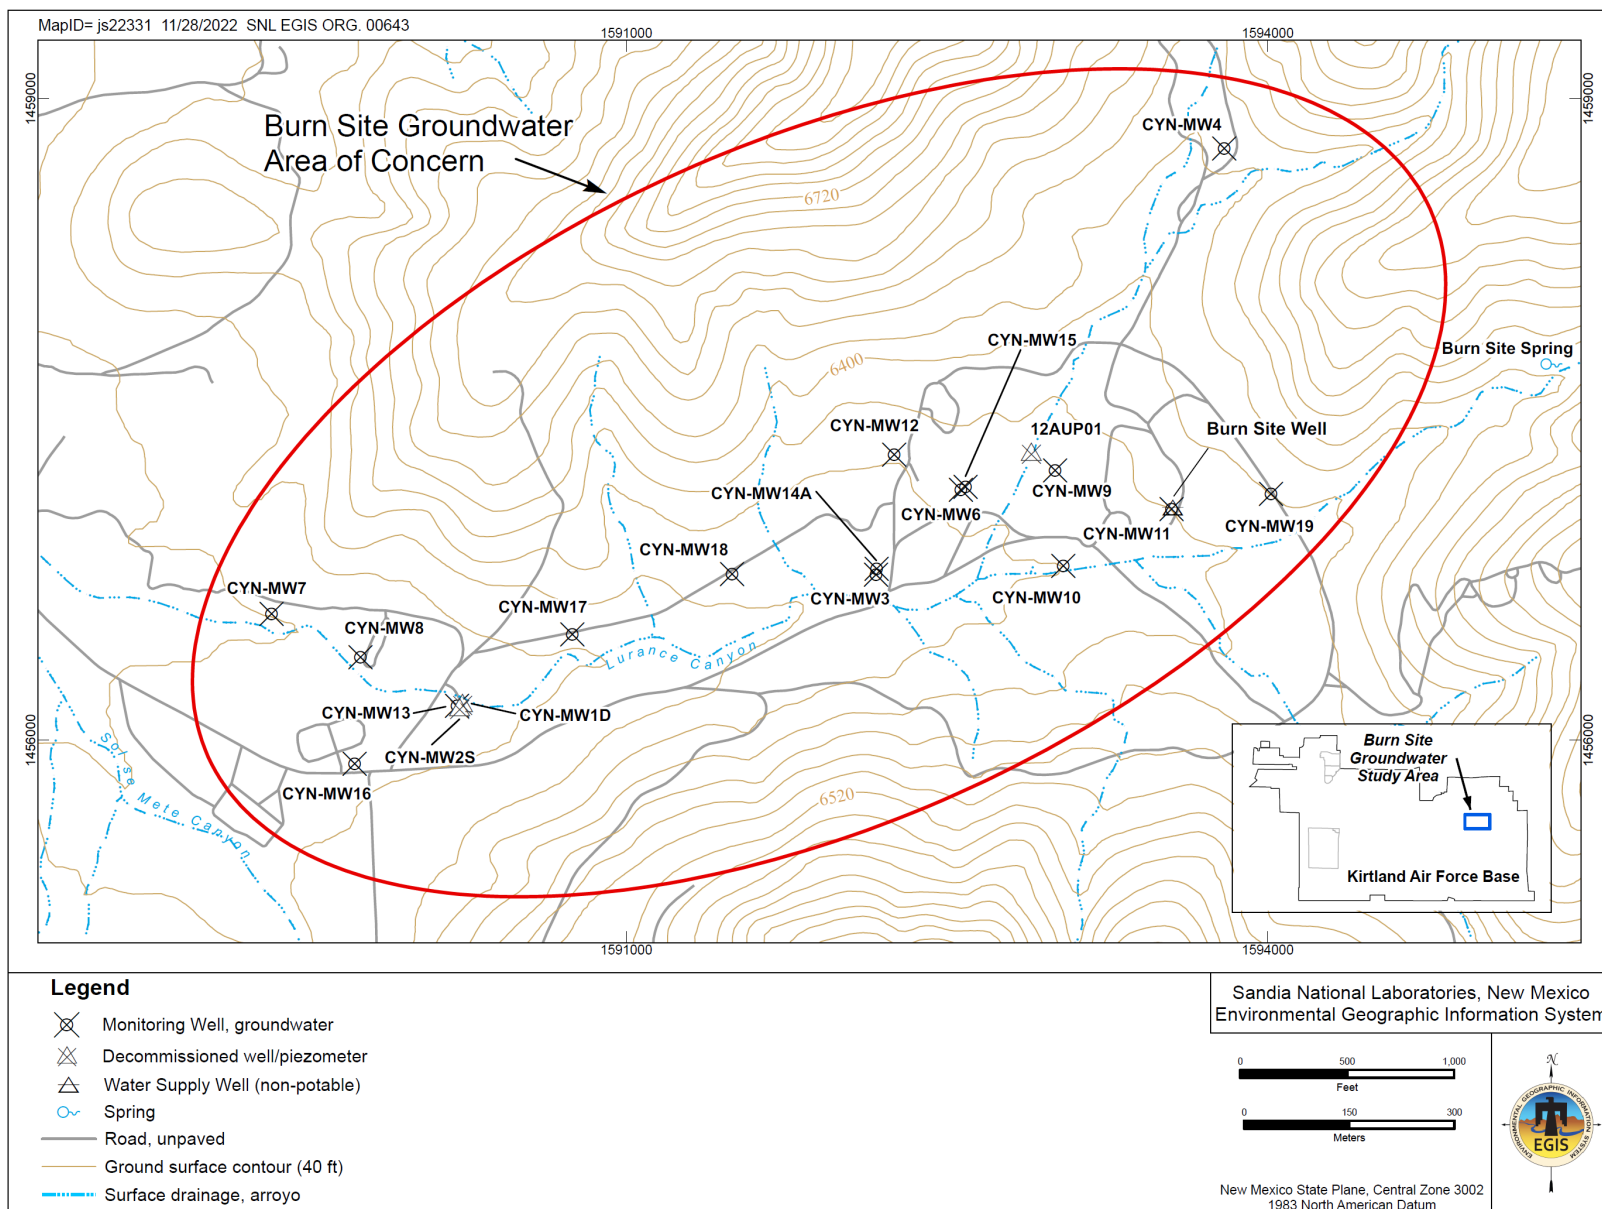 MapID= js22331 11/28/2022 SNL EGIS ORG. 00643
1591000
1594000
1459000
1459000
Burn Site Groundwater
Area of Concern
CYN-MW4
6720
CYN-MW15
Burn Site Spring
6400
CYN-MW12
12AUP01
Burn Site Well
CYN-MW14A
CYN-MW9
CYN-MW6
CYN-MW11
CYN-MW19
CYN-MW18
CYN-MW7
CYN-MW17
CYN-MW3
CYN-MW10
CYN-MW8
Lurance Canyon
CYN-MW13
CYN-MW1D
CYN-MW2S
1456000
1456000
Sol se Mete Canyon
CYN-MW16
6520
Burn Site
Groundwater
Study Area
Kirtland Air Force Base
1591000
1594000
Legend
Monitoring Well, groundwater
Decommissioned well/piezometer
Water Supply Well (non-potable)
Spring
Road, unpaved
Ground surface contour (40 ft)
Surface drainage, arroyo
Sandia National Laboratories, New Mexico
Environmental Geographic Information System
0 500 1,000
Feet
0 150 300
Meters
N
ENVIRONMENTAL GEOGRAPHIC INFORMATION SYSTEM
EGIS
New Mexico State Plane, Central Zone 3002
1983 North American Datum